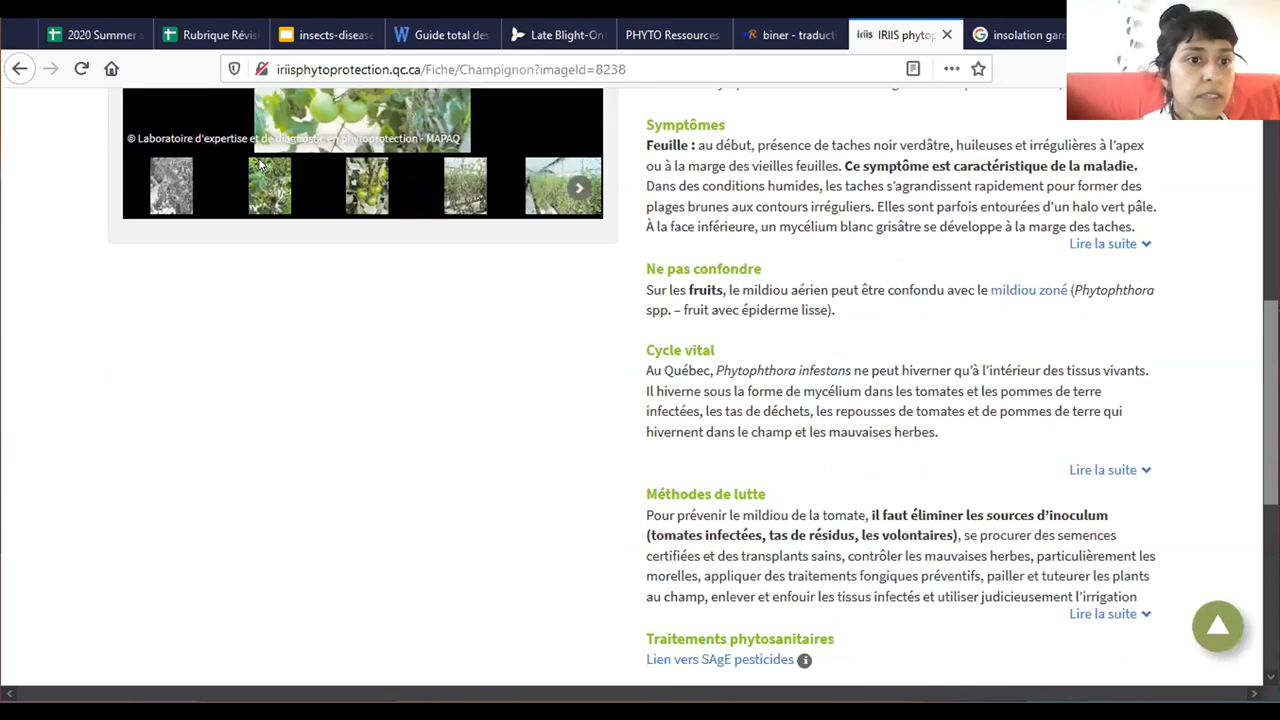 2020 Summer
Rubrique Révis
insects-disease
Guide total des
Late Blight-Onl
PHYTO Ressources
biner - traducti
iriis IRIIS phytop
insolation gard
iriisphytoprotection.qc.ca/Fiche/Champignon?imageId=8238
© Laboratoire d'expertise et de diagnostic en phytoprotection - MAPAQ
Symptômes
Feuille : au début, présence de taches noir verdâtre, huileuses et irrégulières à l'apex
ou à la marge des vieilles feuilles. Ce symptôme est caractéristique de la maladie.
Dans des conditions humides, les taches s'agrandissent rapidement pour former des
plages brunes aux contours irréguliers. Elles sont parfois entourées d'un halo vert pâle.
À la face inférieure, un mycélium blanc grisâtre se développe à la marge des taches.
Lire la suite
Ne pas confondre
Sur les fruits, le mildiou aérien peut être confondu avec le mildiou zoné (Phytophthora
spp. – fruit avec épiderme lisse).
Cycle vital
Au Québec, Phytophthora infestans ne peut hiverner qu'à l'intérieur des tissus vivants.
Il hiverne sous la forme de mycélium dans les tomates et les pommes de terre
infectées, les tas de déchets, les repousses de tomates et de pommes de terre qui
hivernent dans le champ et les mauvaises herbes.
Lire la suite
Méthodes de lutte
Pour prévenir le mildiou de la tomate, il faut éliminer les sources d'inoculum
(tomates infectées, tas de résidus, les volontaires), se procurer des semences
certifiées et des transplants sains, contrôler les mauvaises herbes, particulièrement les
morelles, appliquer des traitements fongiques préventifs, pailler et tuteurer les plants
au champ, enlever et enfouir les tissus infectés et utiliser judicieusement l'irrigation
Lire la suite
Traitements phytosanitaires
Lien vers SAgE pesticides